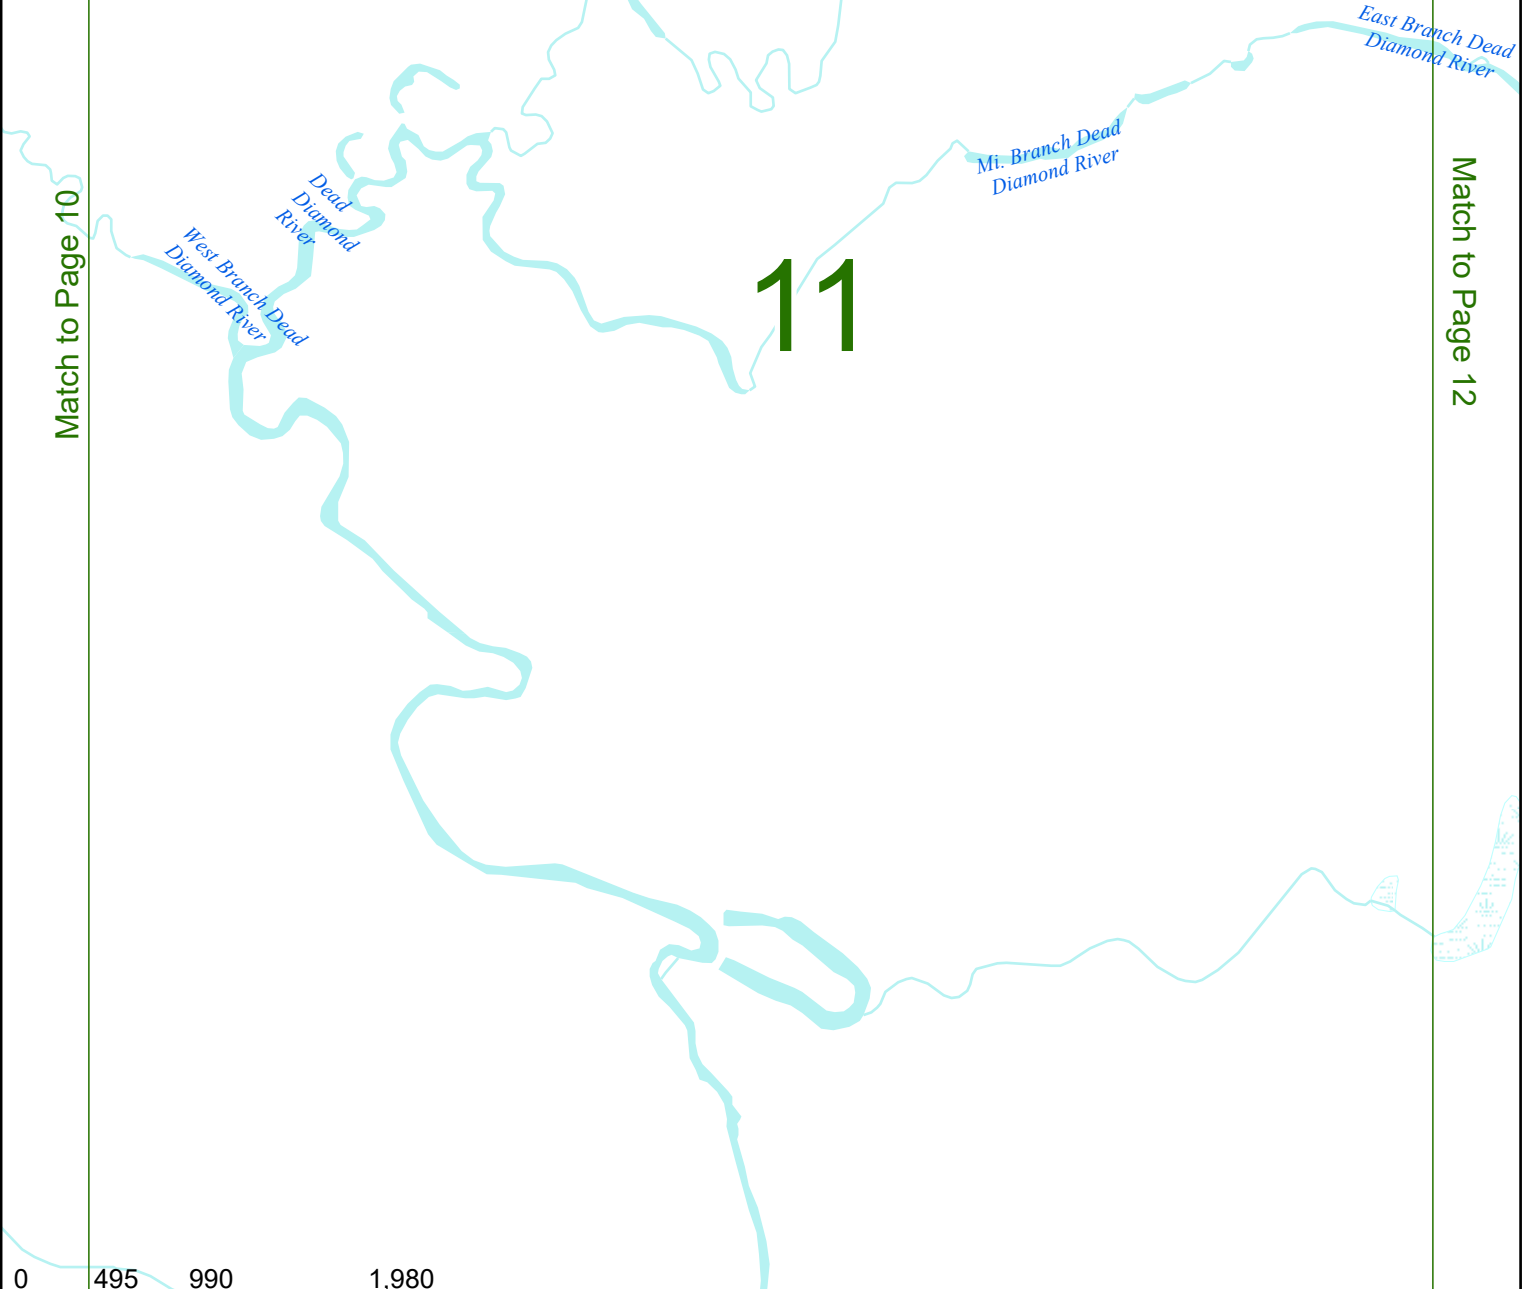 East Branch Dead
Diamond River
Mi. Branch Dead
Diamond River
Dead
Diamond
River
West Branch Dead
Diamond River
Match to Page 10
11
Match to Page 12
0 495 990 1,980